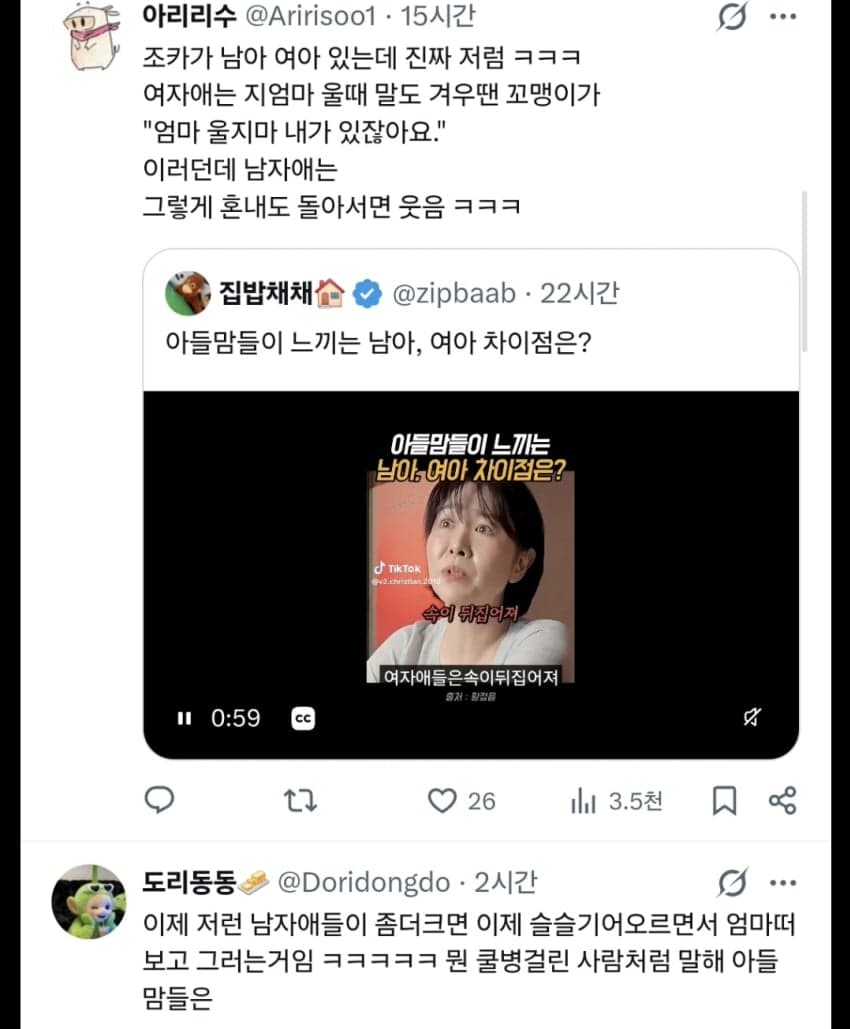 아리리수 @Aririsoo1 · 15시간
조카가 남아 여아 있는데 진짜 저럼 ㅋㅋㅋ
여자애는 지엄마 울때 말도 겨우땐 꼬맹이가
"엄마 울지마 내가 있잖아요."
이러던데 남자애는
그렇게 혼내도 돌아서면 웃음 ㅋㅋㅋ
집밥채채🏠 @zipbaab · 22시간
아들맘들이 느끼는 남아, 여아 차이점은?
아들맘들이 느끼는
남아, 여아 차이점은?
TikTok
속이 뒤집어져
여자애들은속이뒤집어져
출처 : 황정음
0:59
CC
26
3.5천
도리동동🧈 @Doridongdo · 2시간
이제 저런 남자애들이 좀더크면 이제 슬슬기어오르면서 엄마떠
보고 그러는거임 ㅋㅋㅋㅋㅋ 뭔 쿨병걸린 사람처럼 말해 아들
맘들은